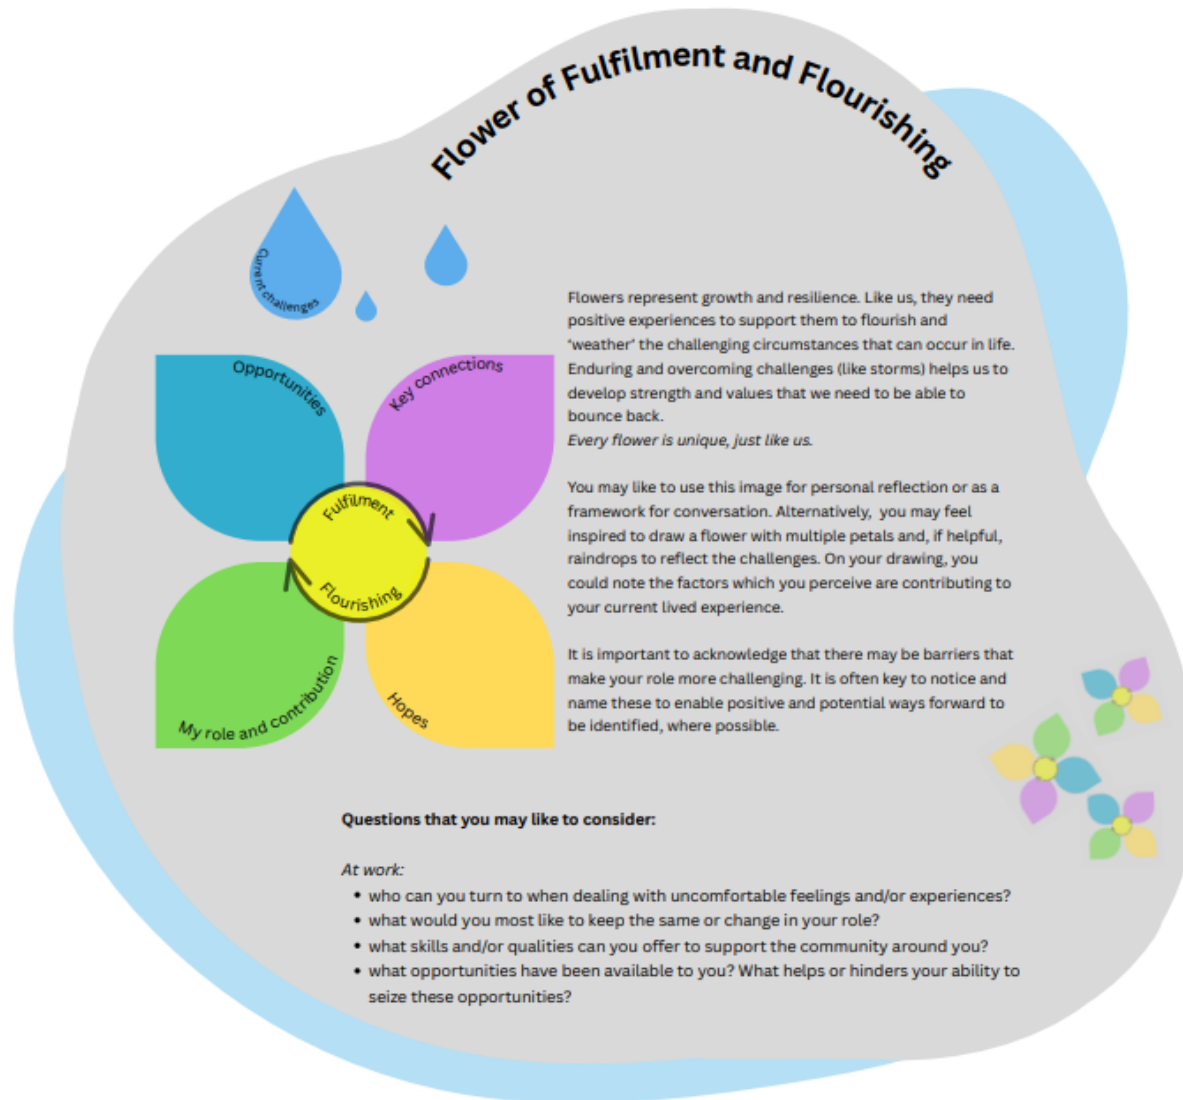 Flower of Fulfilment and Flourishing
Current challenges
Opportunities
Key connections
Fulfilment
Flourishing
My role and contribution
Hopes
Flowers represent growth and resilience. Like us, they need
positive experiences to support them to flourish and
‘weather’ the challenging circumstances that can occur in life.
Enduring and overcoming challenges (like storms) helps us to
develop strength and values that we need to be able to
bounce back.
Every flower is unique, just like us.
You may like to use this image for personal reflection or as a
framework for conversation. Alternatively,  you may feel
inspired to draw a flower with multiple petals and, if helpful,
raindrops to reflect the challenges. On your drawing, you
could note the factors which you perceive are contributing to
your current lived experience.
It is important to acknowledge that there may be barriers that
make your role more challenging. It is often key to notice and
name these to enable positive and potential ways forward to
be identified, where possible.
Questions that you may like to consider:
At work:
• who can you turn to when dealing with uncomfortable feelings and/or experiences?
• what would you most like to keep the same or change in your role?
• what skills and/or qualities can you offer to support the community around you?
• what opportunities have been available to you? What helps or hinders your ability to
seize these opportunities?